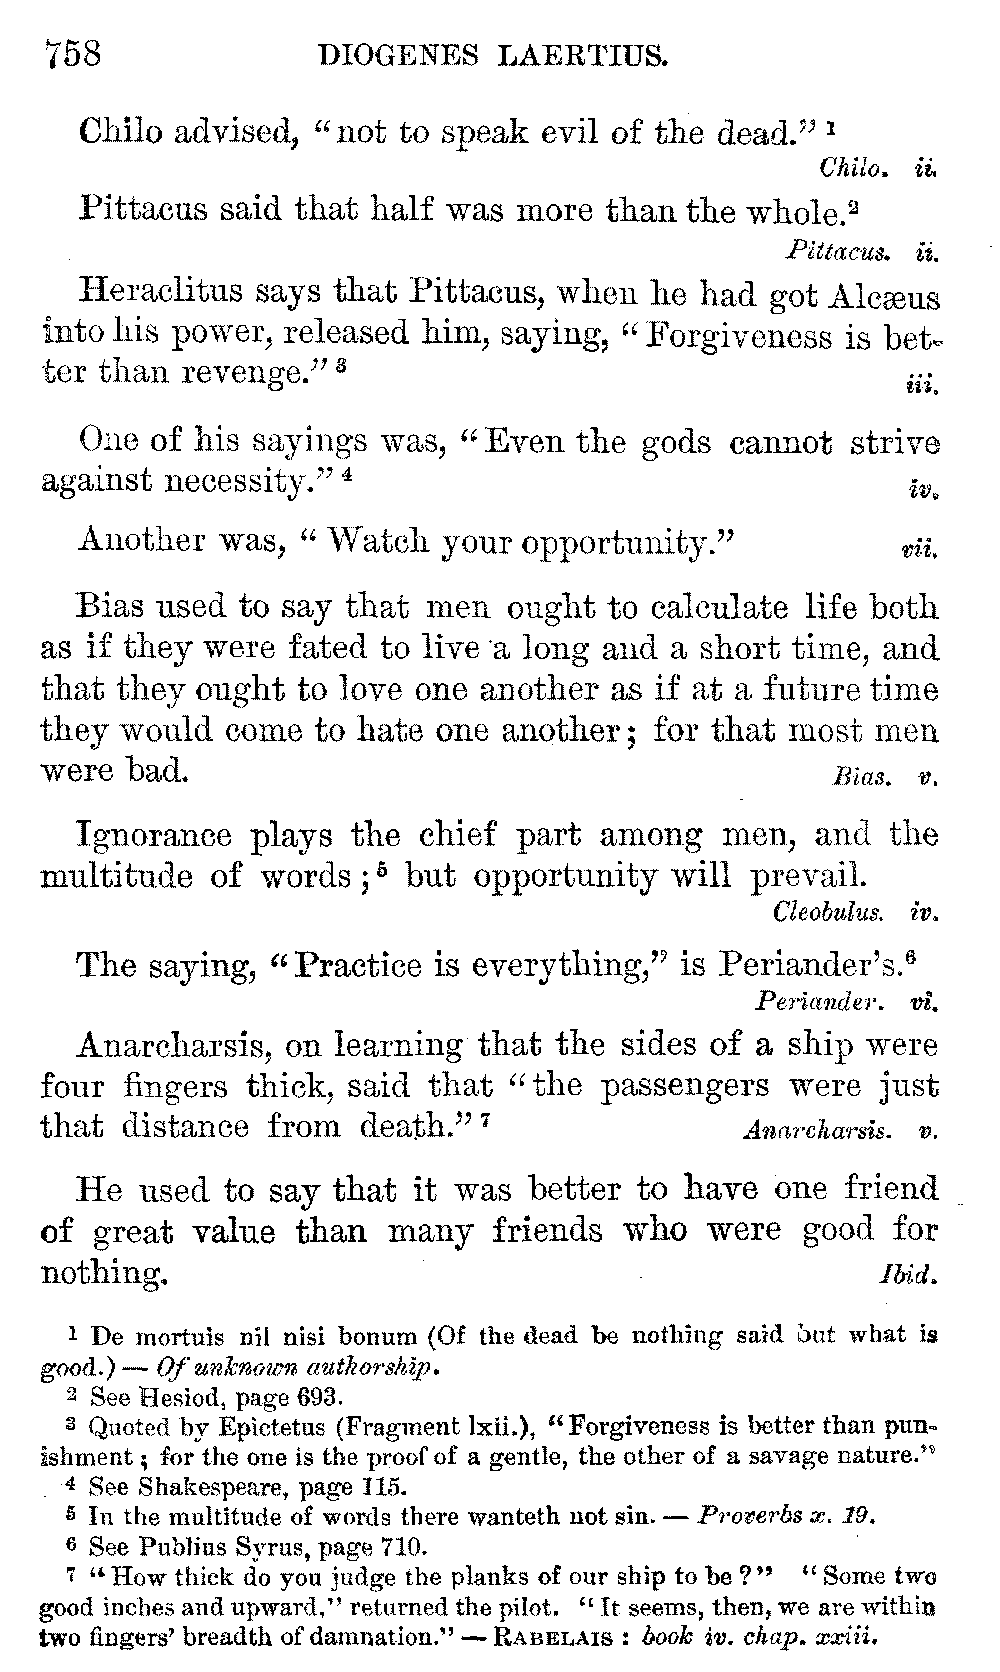 758 DIOGENES LAERTIUS.
Chilo advised, “not to speak evil of the dead.” 1
Chilo. ii.
Pittacus said that half was more than the whole.2
Pittacus. ii.
Heraclitus says that Pittacus, when he had got Alcæus
into his power, released him, saying, “Forgiveness is bet-
ter than revenge.” 3 iii.
One of his sayings was, “Even the gods cannot strive
against necessity.” 4 iv.
Another was, “Watch your opportunity.” vii.
Bias used to say that men ought to calculate life both
as if they were fated to live a long and a short time, and
that they ought to love one another as if at a future time
they would come to hate one another; for that most men
were bad. Bias. v.
Ignorance plays the chief part among men, and the
multitude of words;5 but opportunity will prevail.
Cleobulus. iv.
The saying, “Practice is everything,” is Periander's.6
Periander. vi.
Anarcharsis, on learning that the sides of a ship were
four fingers thick, said that “the passengers were just
that distance from death.” 7 Anarcharsis. v.
He used to say that it was better to have one friend
of great value than many friends who were good for
nothing. Ibid.
1 De mortuis nil nisi bonum (Of the dead be nothing said but what is
good.) — Of unknown authorship.
2 See Hesiod, page 693.
3 Quoted by Epictetus (Fragment lxii.), “Forgiveness is better than pun-
ishment; for the one is the proof of a gentle, the other of a savage nature.”
4 See Shakespeare, page 115.
5 In the multitude of words there wanteth not sin. — Proverbs x. 19.
6 See Publius Syrus, page 710.
7 “How thick do you judge the planks of our ship to be?” “Some two
good inches and upward,” returned the pilot. “It seems, then, we are within
two fingers' breadth of damnation.” — RABELAIS: book iv. chap. xxiii.